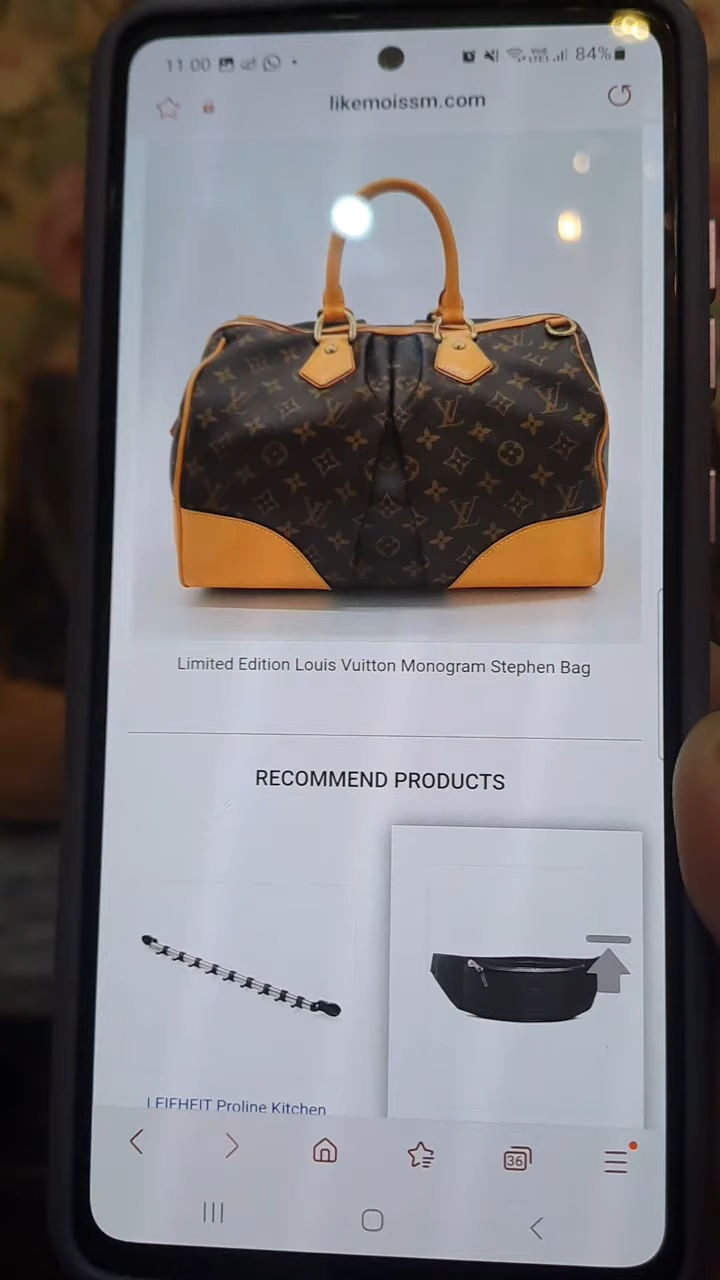 11:00
84%
likemoissm.com
Limited Edition Louis Vuitton Monogram Stephen Bag
RECOMMEND PRODUCTS
LEIFHEIT Proline Kitchen
36